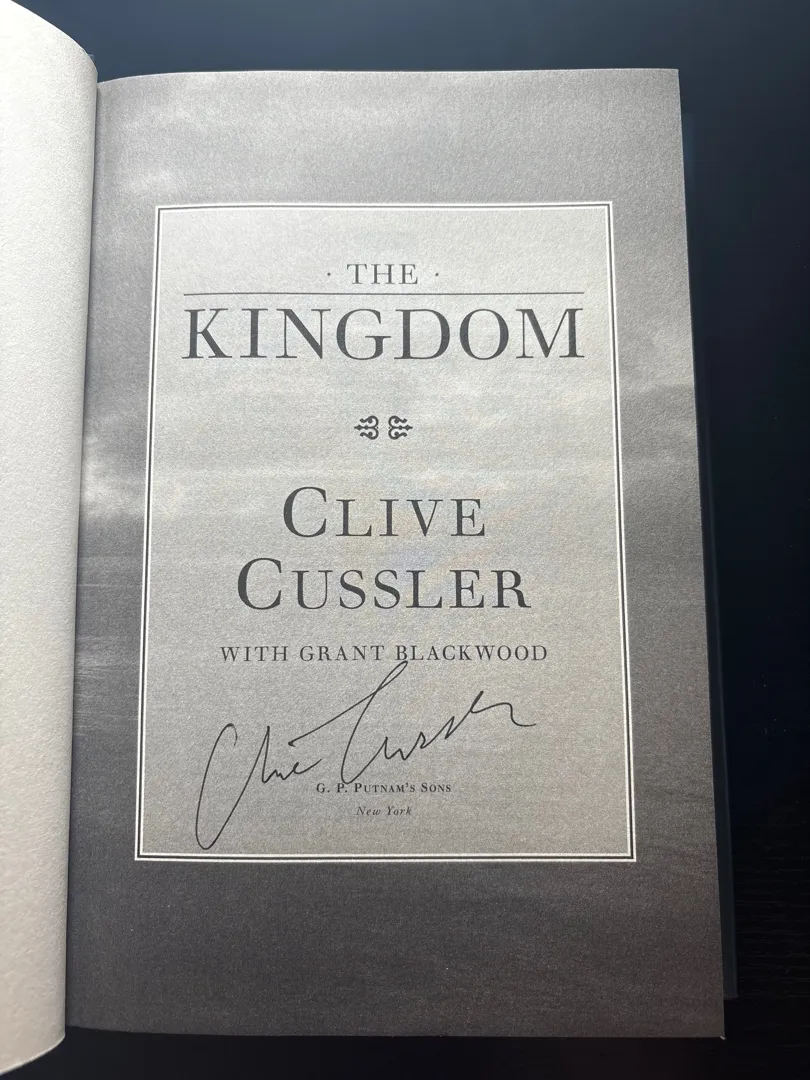 · THE ·
KINGDOM
CLIVE
CUSSLER
WITH GRANT BLACKWOOD
Clive Cussler
G. P. PUTNAM'S SONS
New York